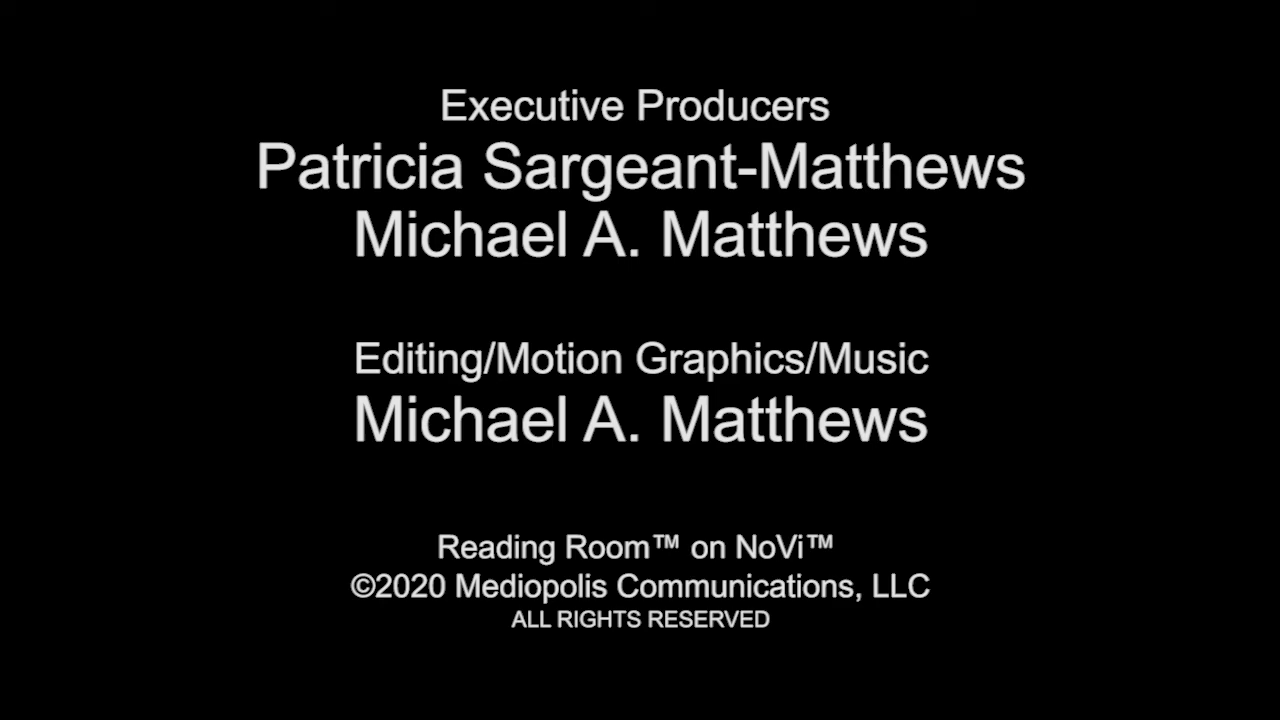 Executive Producers
Patricia Sargeant-Matthews
Michael A. Matthews
Editing/Motion Graphics/Music
Michael A. Matthews
Reading Room™ on NoVi™
©2020 Mediopolis Communications, LLC
ALL RIGHTS RESERVED